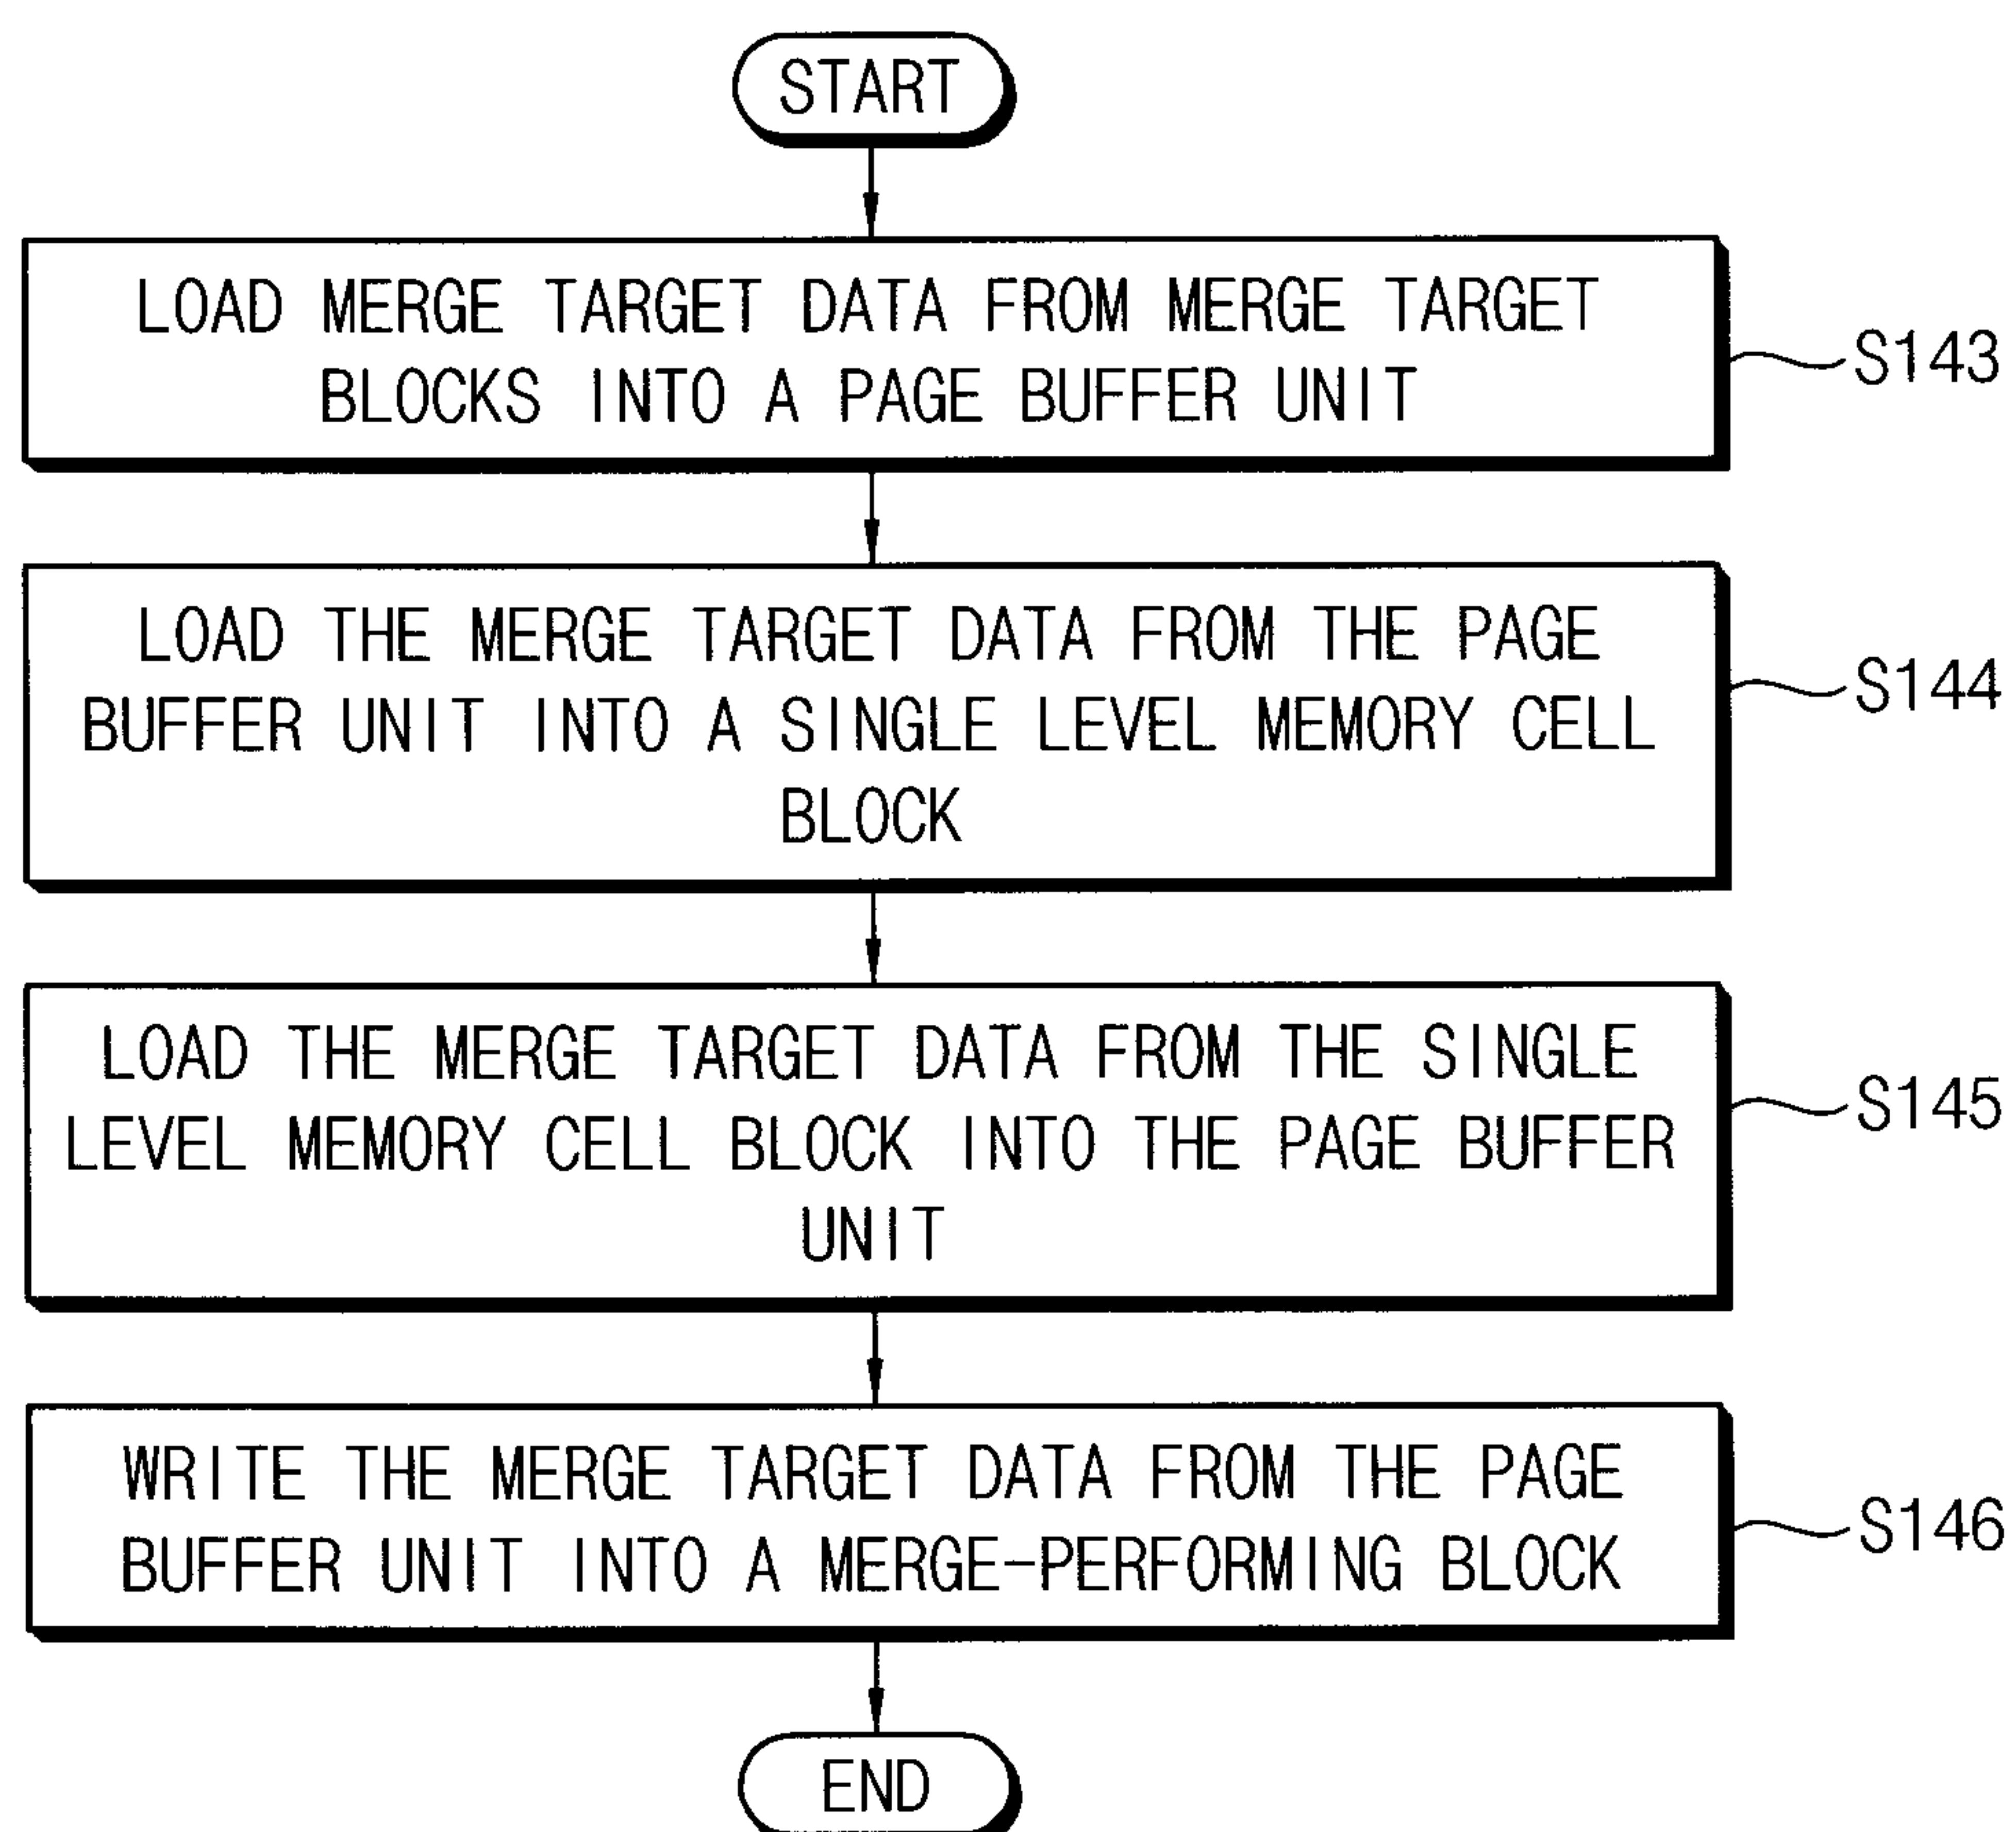 START
LOAD MERGE TARGET DATA FROM MERGE TARGET
BLOCKS INTO A PAGE BUFFER UNIT
S143
LOAD THE MERGE TARGET DATA FROM THE PAGE
BUFFER UNIT INTO A SINGLE LEVEL MEMORY CELL
BLOCK
S144
LOAD THE MERGE TARGET DATA FROM THE SINGLE
LEVEL MEMORY CELL BLOCK INTO THE PAGE BUFFER
UNIT
S145
WRITE THE MERGE TARGET DATA FROM THE PAGE
BUFFER UNIT INTO A MERGE-PERFORMING BLOCK
S146
END